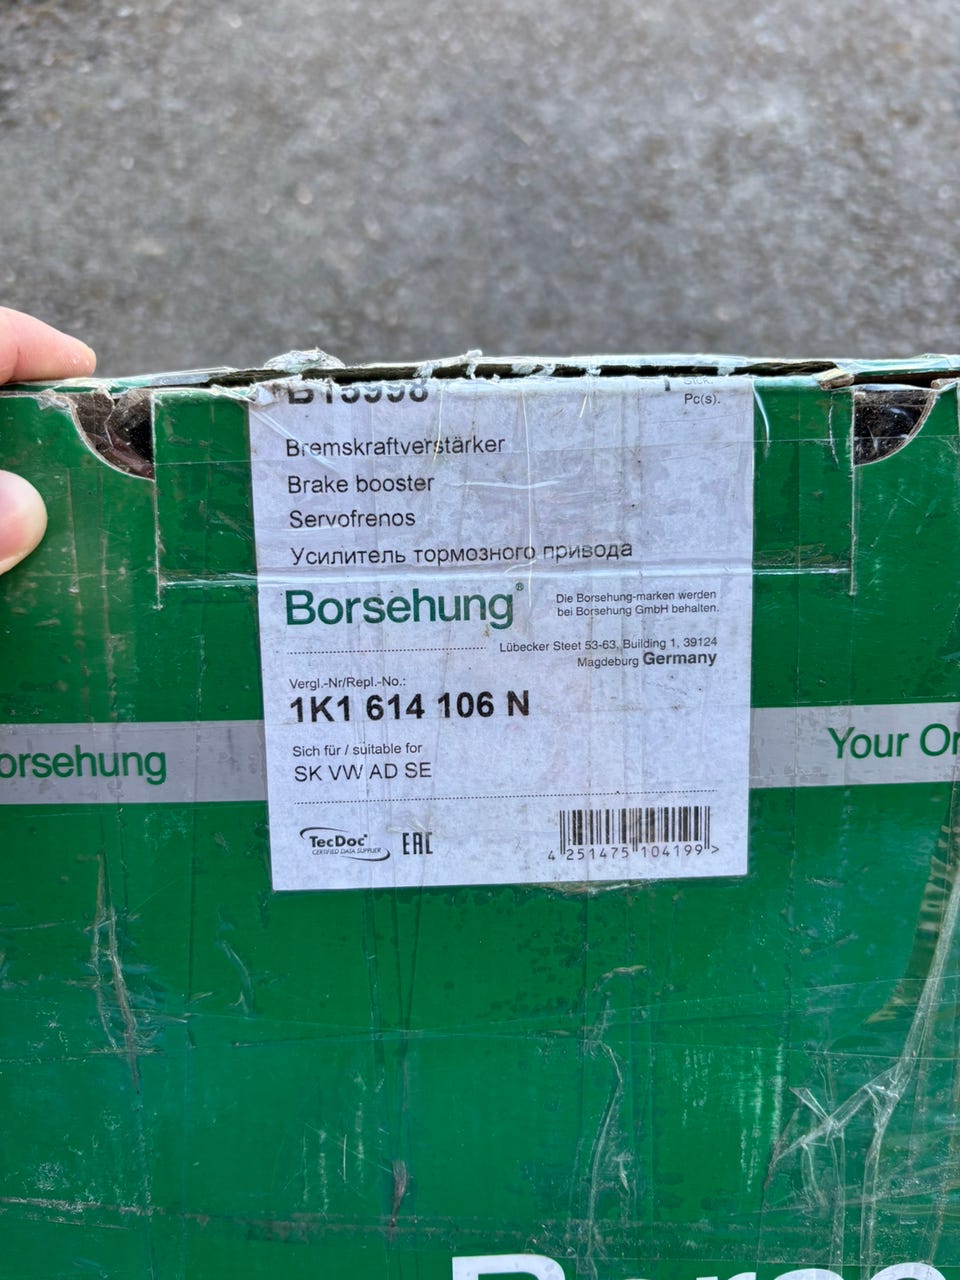 B15998
1 Stck.
Pc(s).
Bremskraftverstärker
Brake booster
Servofrenos
Усилитель тормозного привода
Borsehung®
Die Borsehung-marken werden
bei Borsehung GmbH behalten.
Lübecker Steet 53-63, Building 1, 39124
Magdeburg Germany
Vergl.-Nr/Repl.-No.:
1K1 614 106 N
Sich für / suitable for
SK VW AD SE
TecDoc®
CERTIFIED DATA SUPPLIER
EAC
4 251475 104199 >
orsehung
Your Or